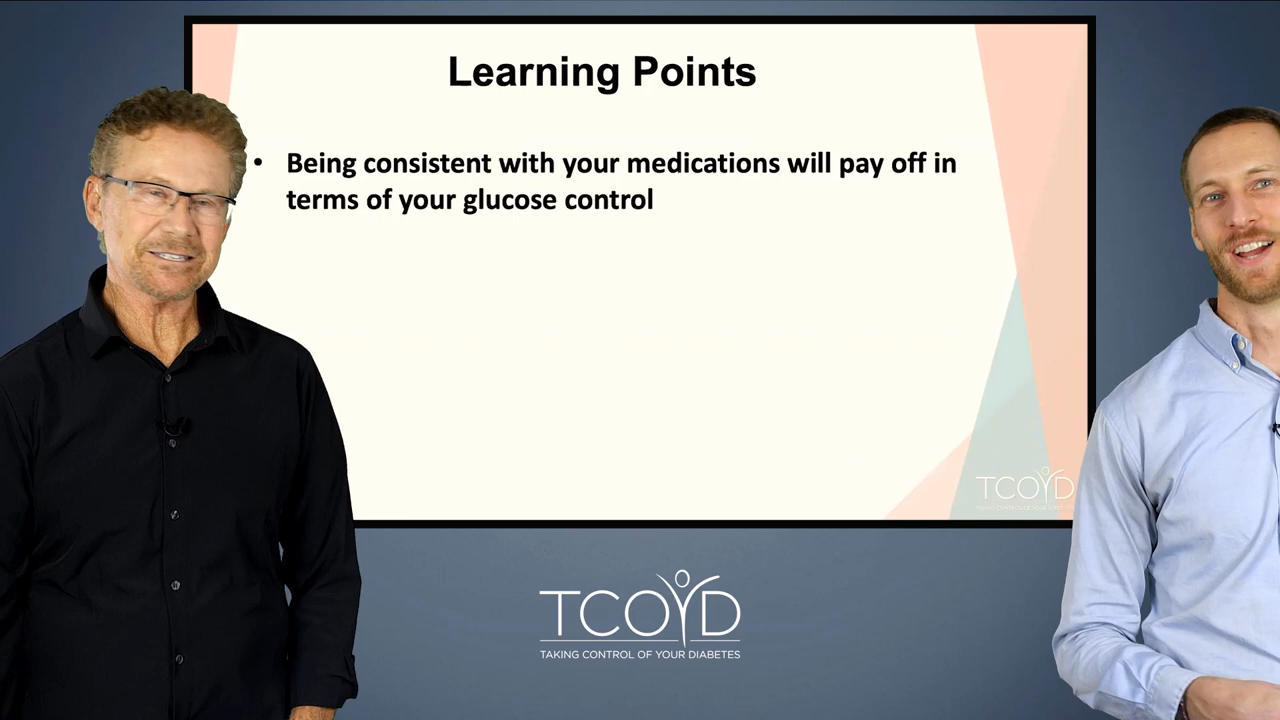 Learning Points
• Being consistent with your medications will pay off in
terms of your glucose control
TCOYD
TCOYD
TAKING CONTROL OF YOUR DIABETES